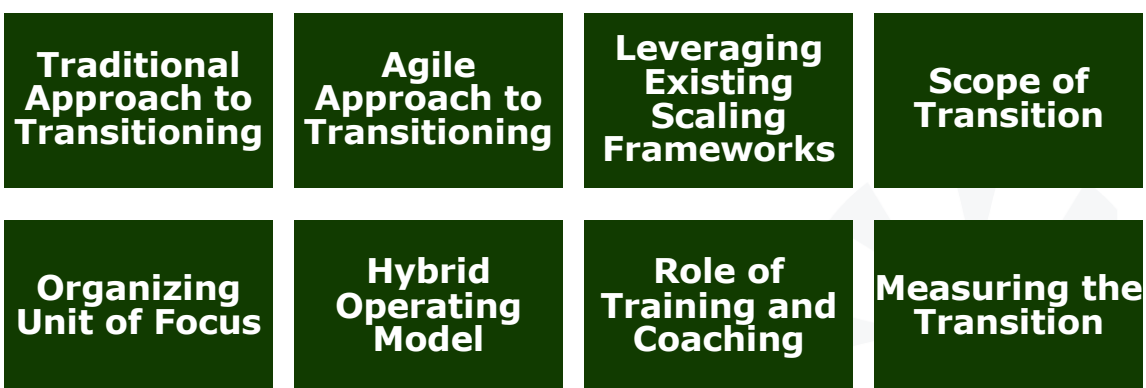 Traditional
Approach to
Transitioning
Agile
Approach to
Transitioning
Leveraging
Existing
Scaling
Frameworks
Scope of
Transition
Organizing
Unit of Focus
Hybrid
Operating
Model
Role of
Training and
Coaching
Measuring the
Transition